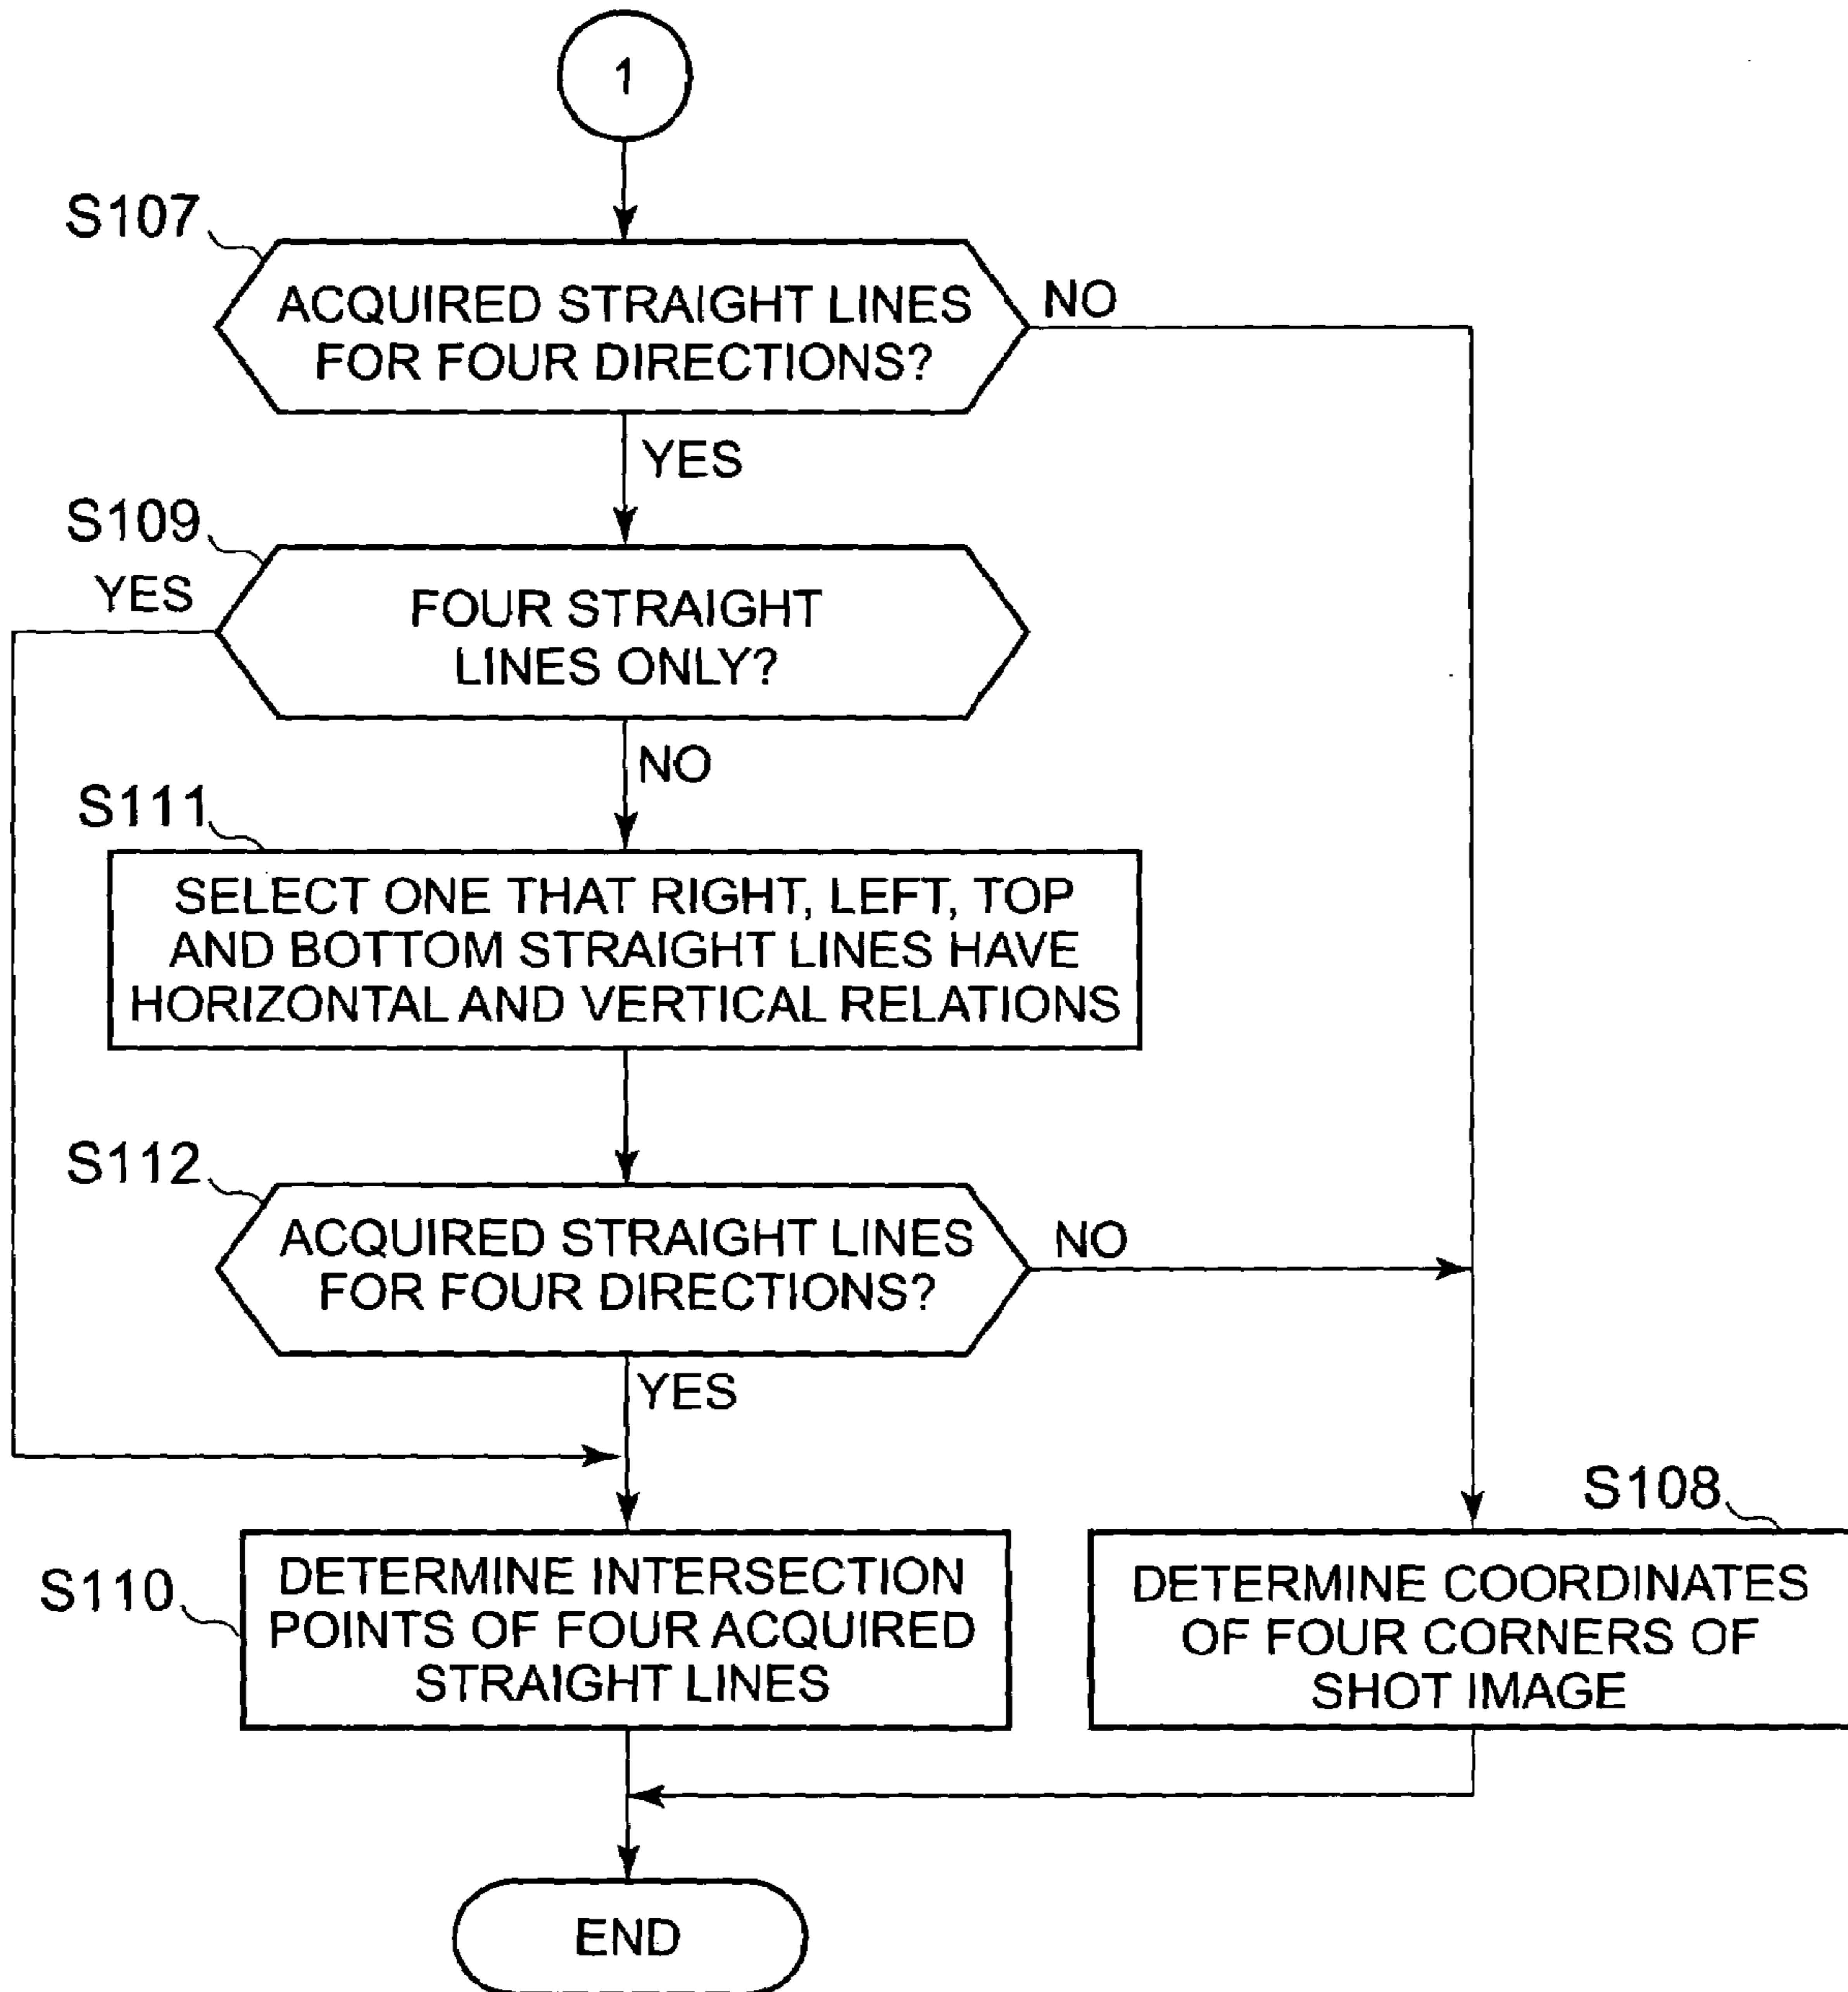 1
S107
ACQUIRED STRAIGHT LINES
FOR FOUR DIRECTIONS?
NO
YES
S109
YES
FOUR STRAIGHT
LINES ONLY?
NO
S111
SELECT ONE THAT RIGHT, LEFT, TOP
AND BOTTOM STRAIGHT LINES HAVE
HORIZONTAL AND VERTICAL RELATIONS
S112
ACQUIRED STRAIGHT LINES
FOR FOUR DIRECTIONS?
NO
YES
S110
DETERMINE INTERSECTION
POINTS OF FOUR ACQUIRED
STRAIGHT LINES
S108
DETERMINE COORDINATES
OF FOUR CORNERS OF
SHOT IMAGE
END